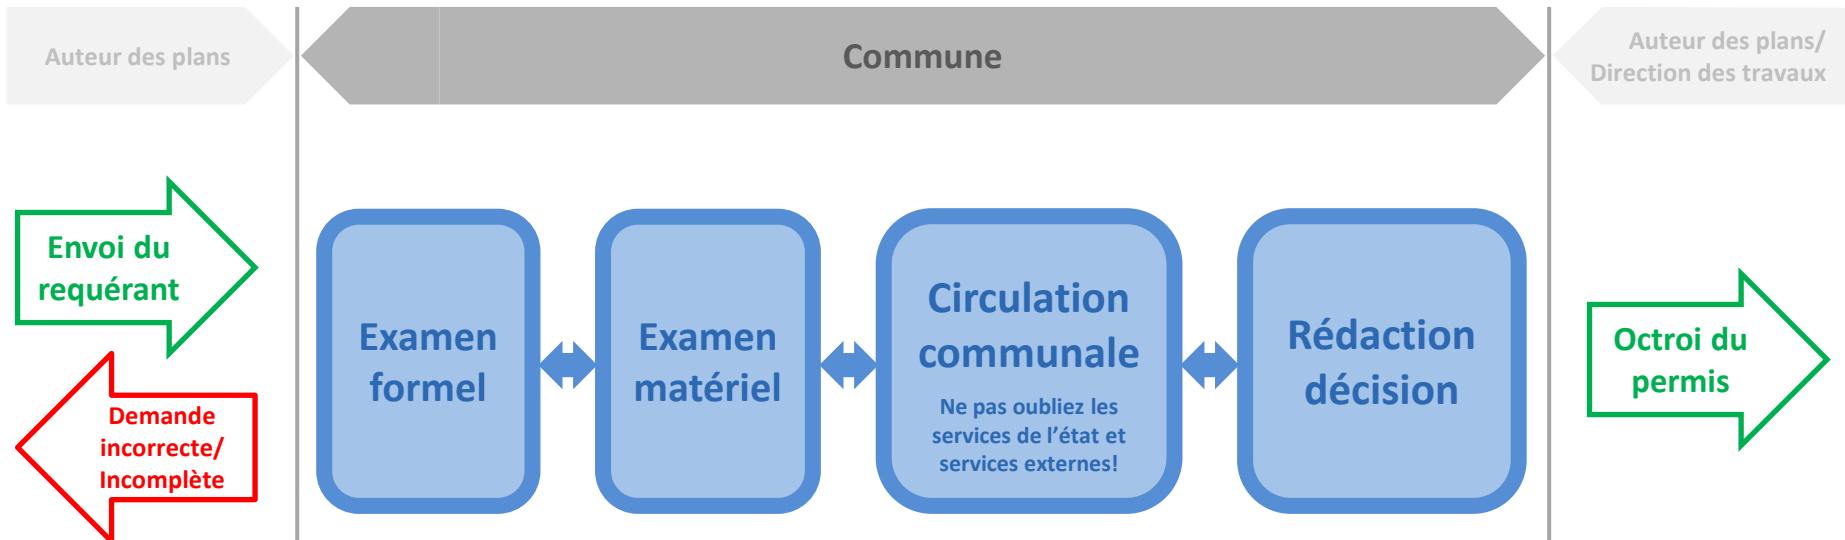 Auteur des plans
Commune
Auteur des plans/
Direction des travaux
Envoi du
requérant
Demande
incorrecte/
Incomplète
Examen
formel
Examen
matériel
Circulation
communale
Ne pas oubliez les
services de l'état et
services externes!
Rédaction
décision
Octroi du
permis